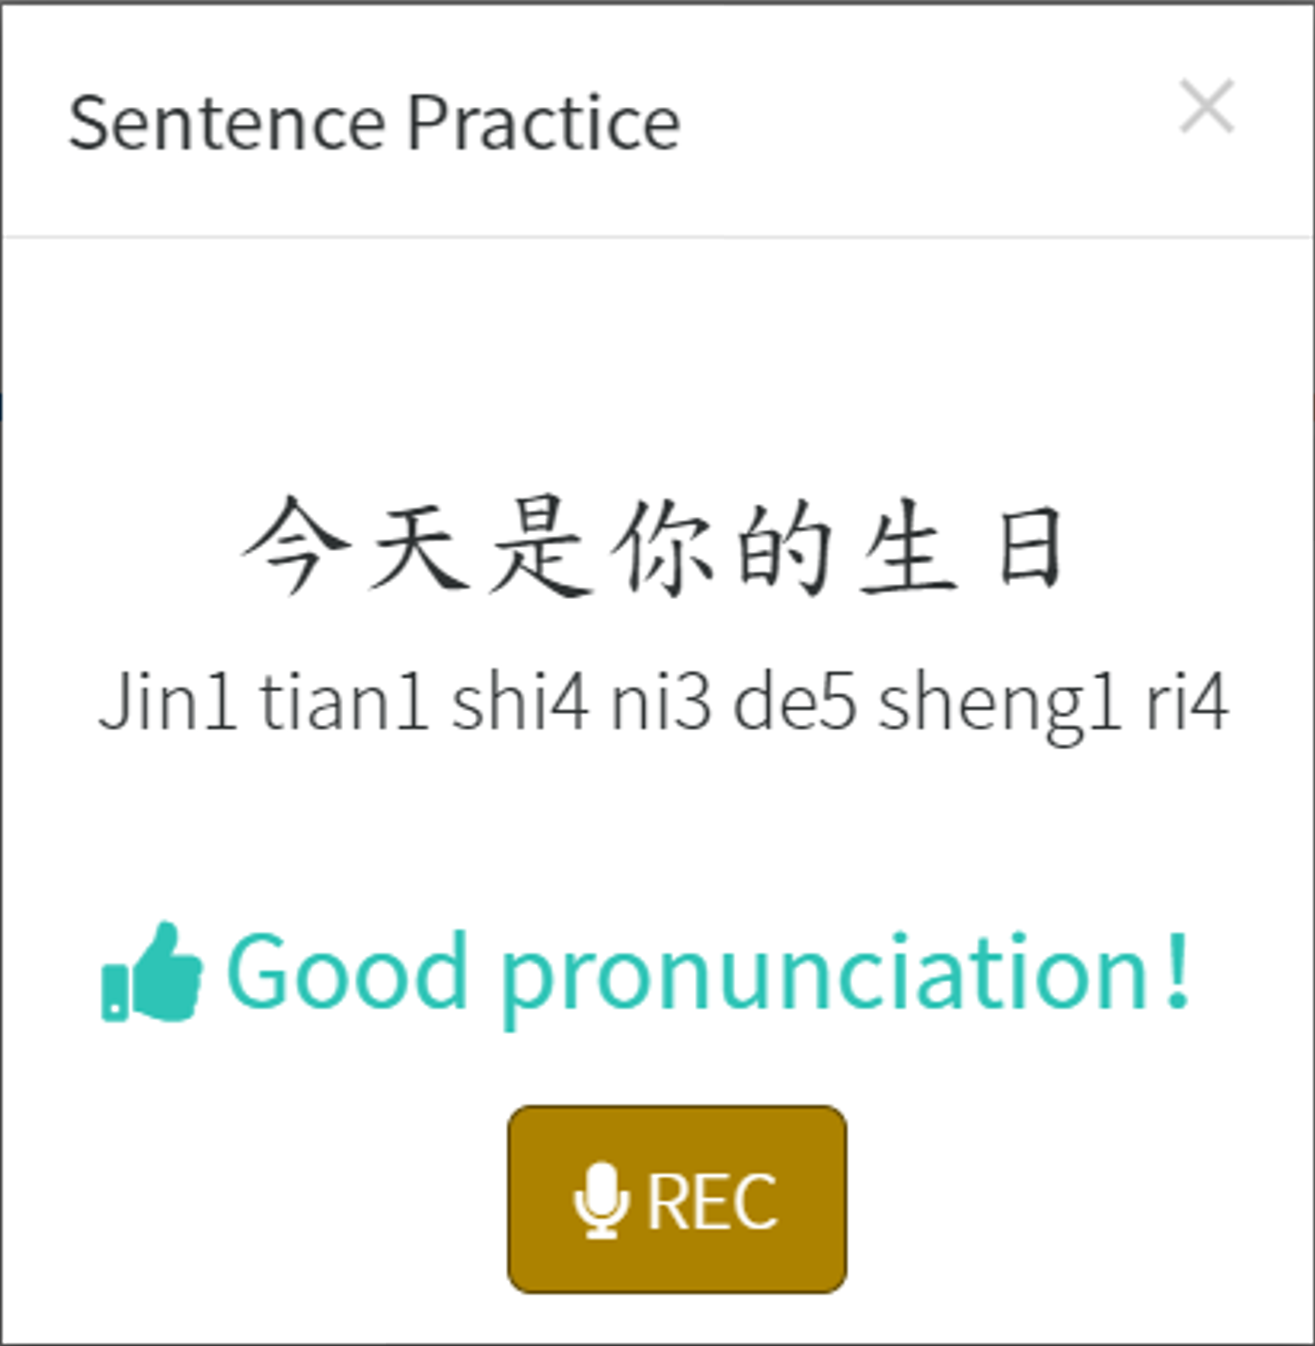 Sentence Practice
今天是你的生日
Jin1 tian1 shi4 ni3 de5 sheng1 ri4
Good pronunciation!
REC